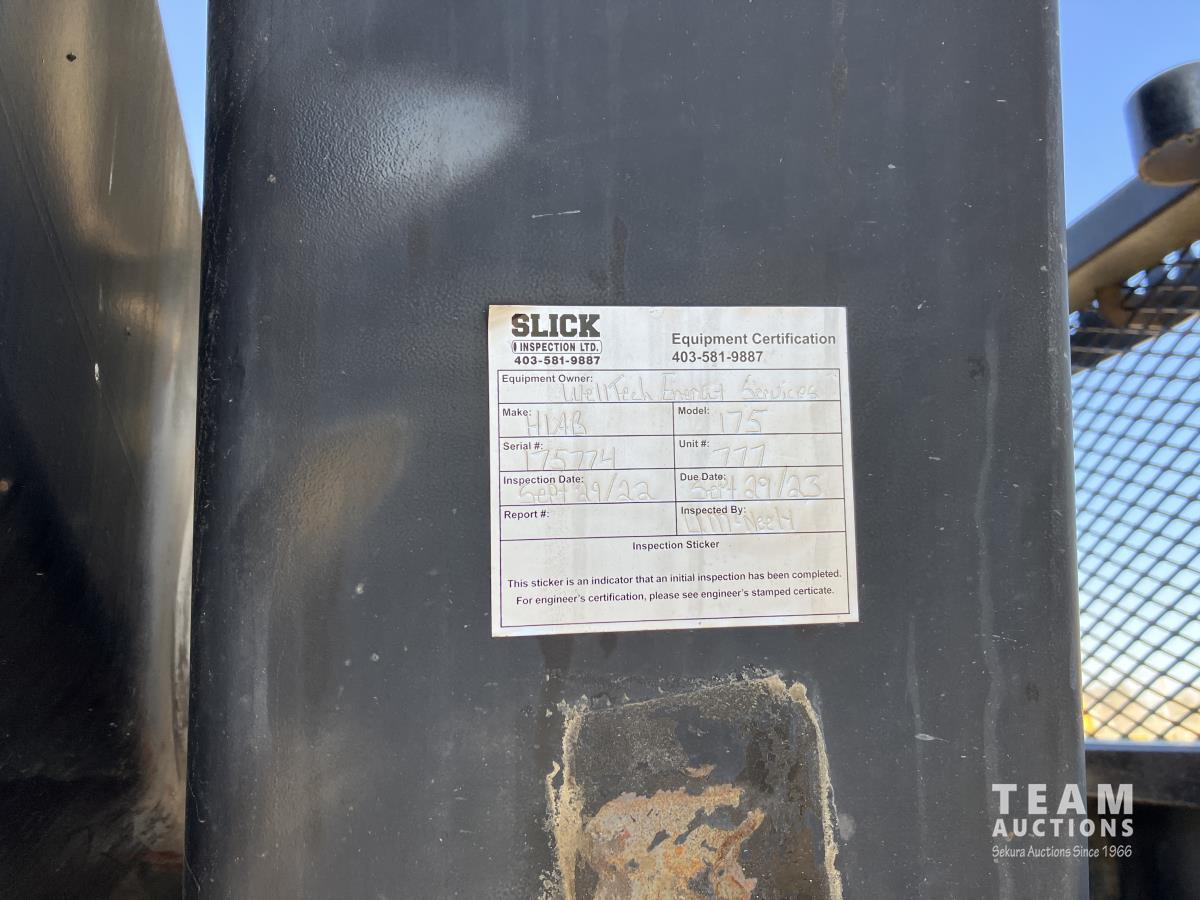 SLICK
INSPECTION LTD.
403-581-9887
Equipment Certification
403-581-9887
Equipment Owner: WellTech Energy Services
Make: HIAB
Model: 175
Serial #: 175774
Unit #: 777
Inspection Date: Sept 29/22
Due Date: Sept 29/23
Report #:
Inspected By: McNeely
Inspection Sticker
This sticker is an indicator that an initial inspection has been completed.
For engineer's certification, please see engineer's stamped certicate.
TEAM
AUCTIONS
Sekura Auctions Since 1966